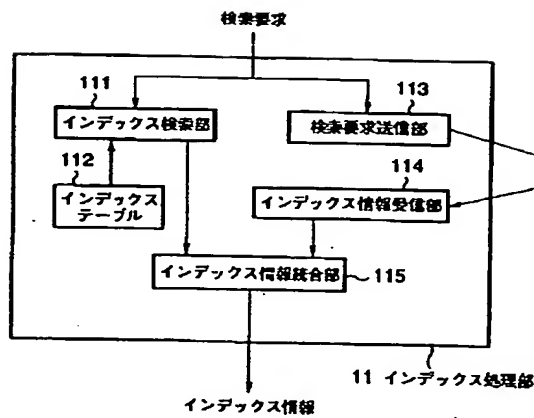 検索要求
111
インデックス検索部
113
検索要求送信部
112
インデックス
テーブル
114
インデックス情報受信部
インデックス情報統合部
115
11 インデックス処理部
インデックス情報